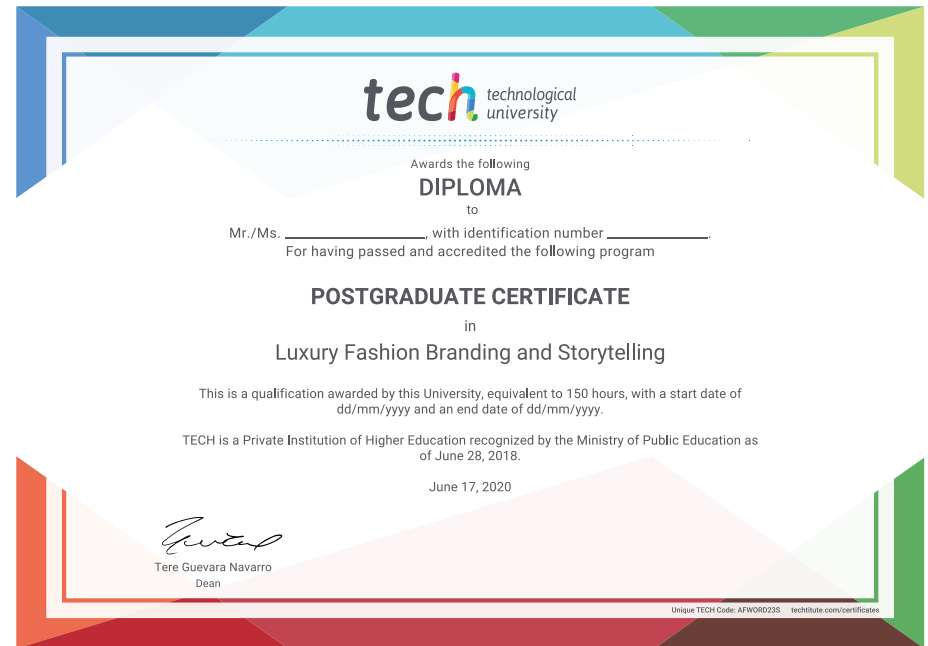 tech technological
university
Awards the following
DIPLOMA
to
Mr./Ms. ____________________, with identification number ______________.
For having passed and accredited the following program
POSTGRADUATE CERTIFICATE
in
Luxury Fashion Branding and Storytelling
This is a qualification awarded by this University, equivalent to 150 hours, with a start date of
dd/mm/yyyy and an end date of dd/mm/yyyy.
TECH is a Private Institution of Higher Education recognized by the Ministry of Public Education as
of June 28, 2018.
June 17, 2020
Tere Guevara Navarro
Dean
Unique TECH Code: AFWORD23S techtitute.com/certificates